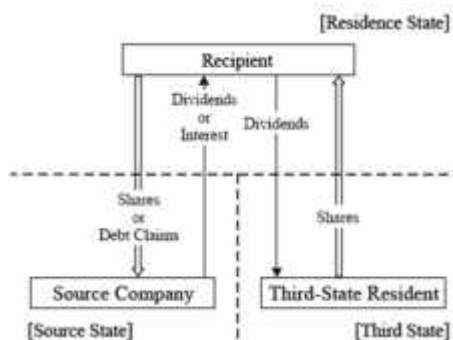 [Residence State]
Recipient
Dividends
or
Interest
Dividends
Shares
or
Debt Claims
Shares
Source Company
Third-State Resident
[Source State]
[Third State]